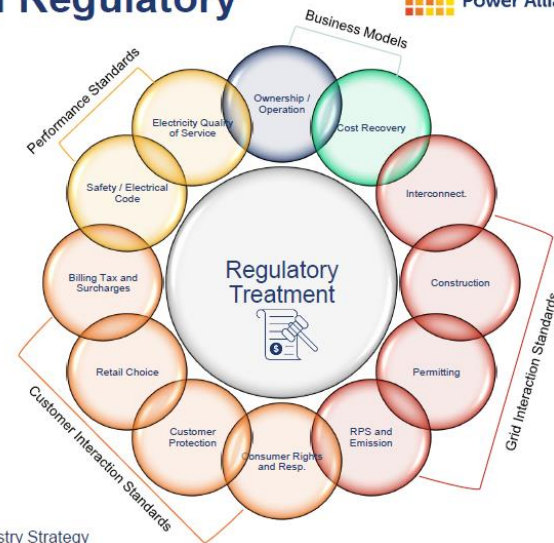 Regulatory
Power Alli
Business Models
Performance Standards
Ownership /
Operation
Electricity Quality
of Service
Cost Recovery
Safety / Electrical
Code
Interconnect.
Billing Tax and
Surcharges
Regulatory
Treatment
$
Construction
Retail Choice
Permitting
Customer
Protection
Consumer Rights
and Resp.
RPS and
Emission
Grid Interaction Standards
Customer Interaction Standards
stry Strategy